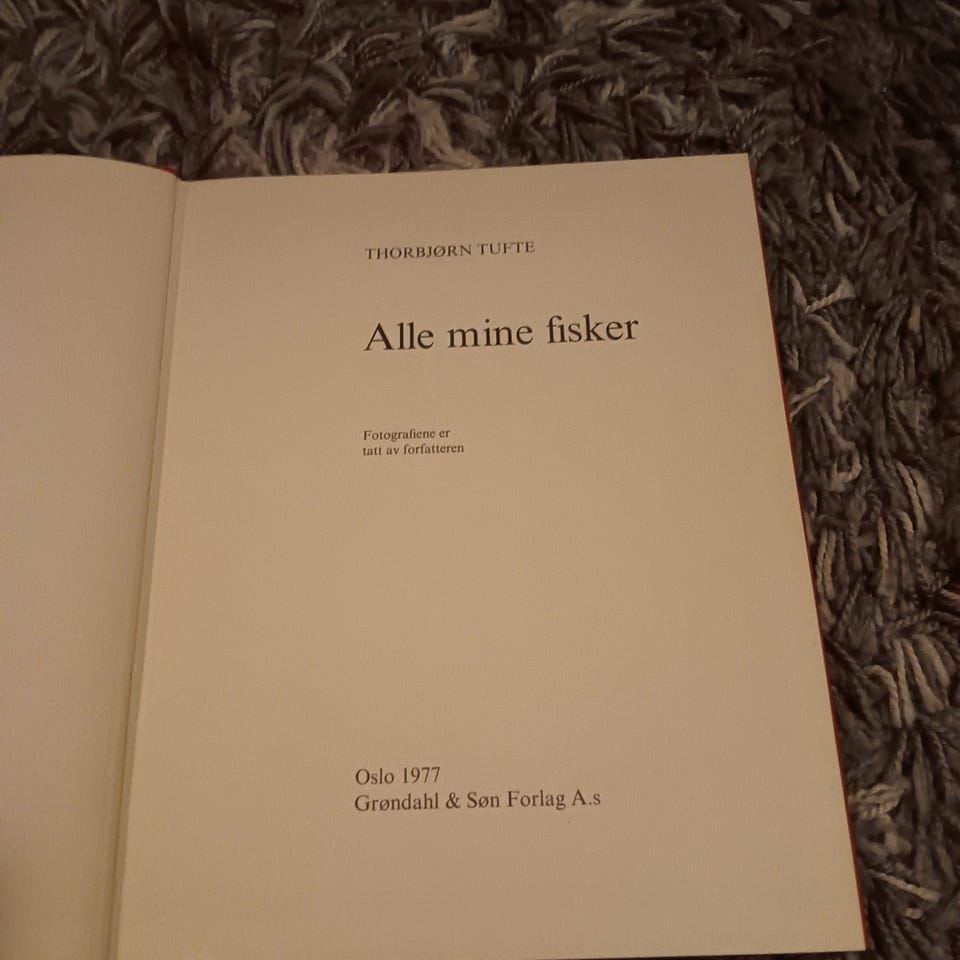 THORBJØRN TUFTE
Alle mine fisker
Fotografiene er
tatt av forfatteren
Oslo 1977
Grøndahl & Søn Forlag A.s